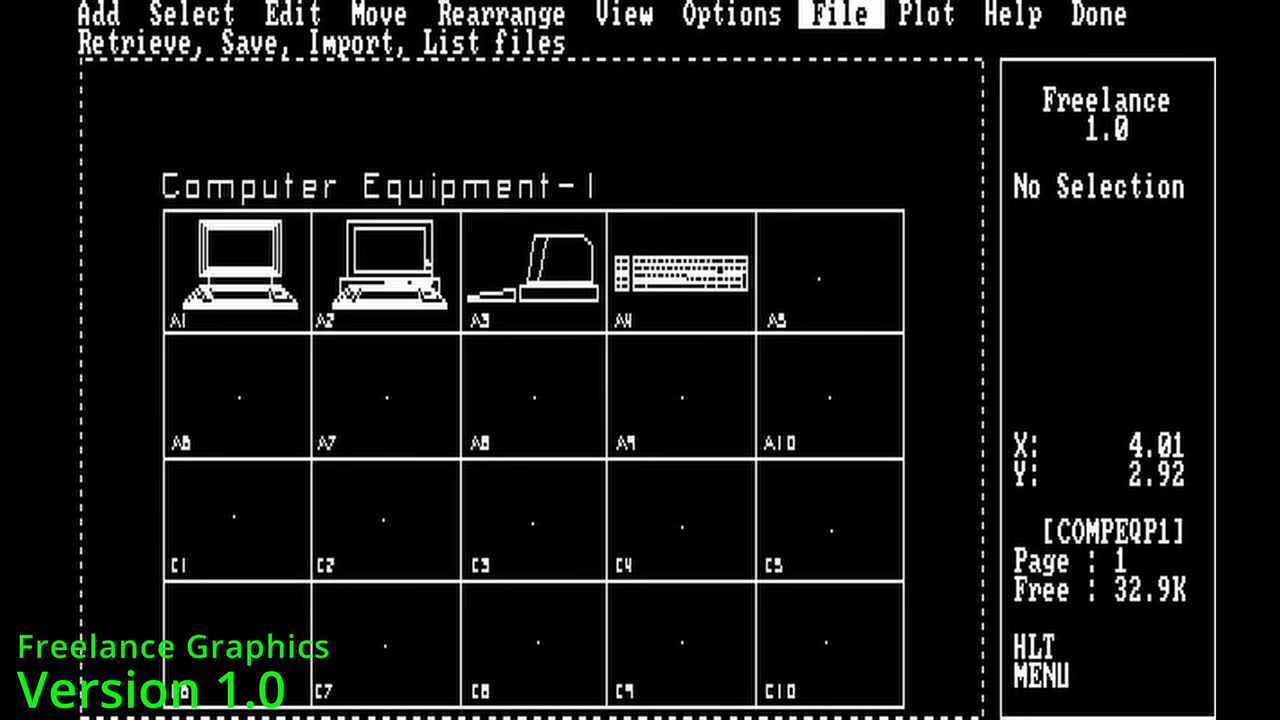 Add Select Edit Move Rearrange View Options File Plot Help Done
Retrieve, Save, Import, List files
Freelance
1.0
No Selection
Computer Equipment-1
A1 A2 A3 A4 A5
A6 A7 A8 A9 A10
C1 C2 C3 C4 C5
C6 C7 C8 C9 C10
X: 4.01
Y: 2.92
[COMPEQP1]
Page : 1
Free : 32.9K
HLT
MENU
Freelance Graphics
Version 1.0